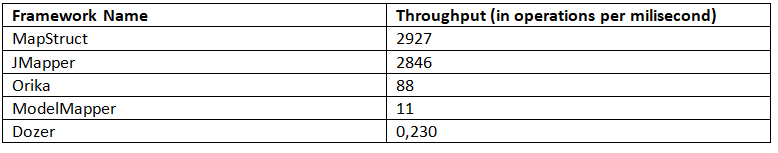 Framework Name Throughput (in operations per milisecond)
MapStruct 2927
JMapper 2846
Orika 88
ModelMapper 11
Dozer 0,230